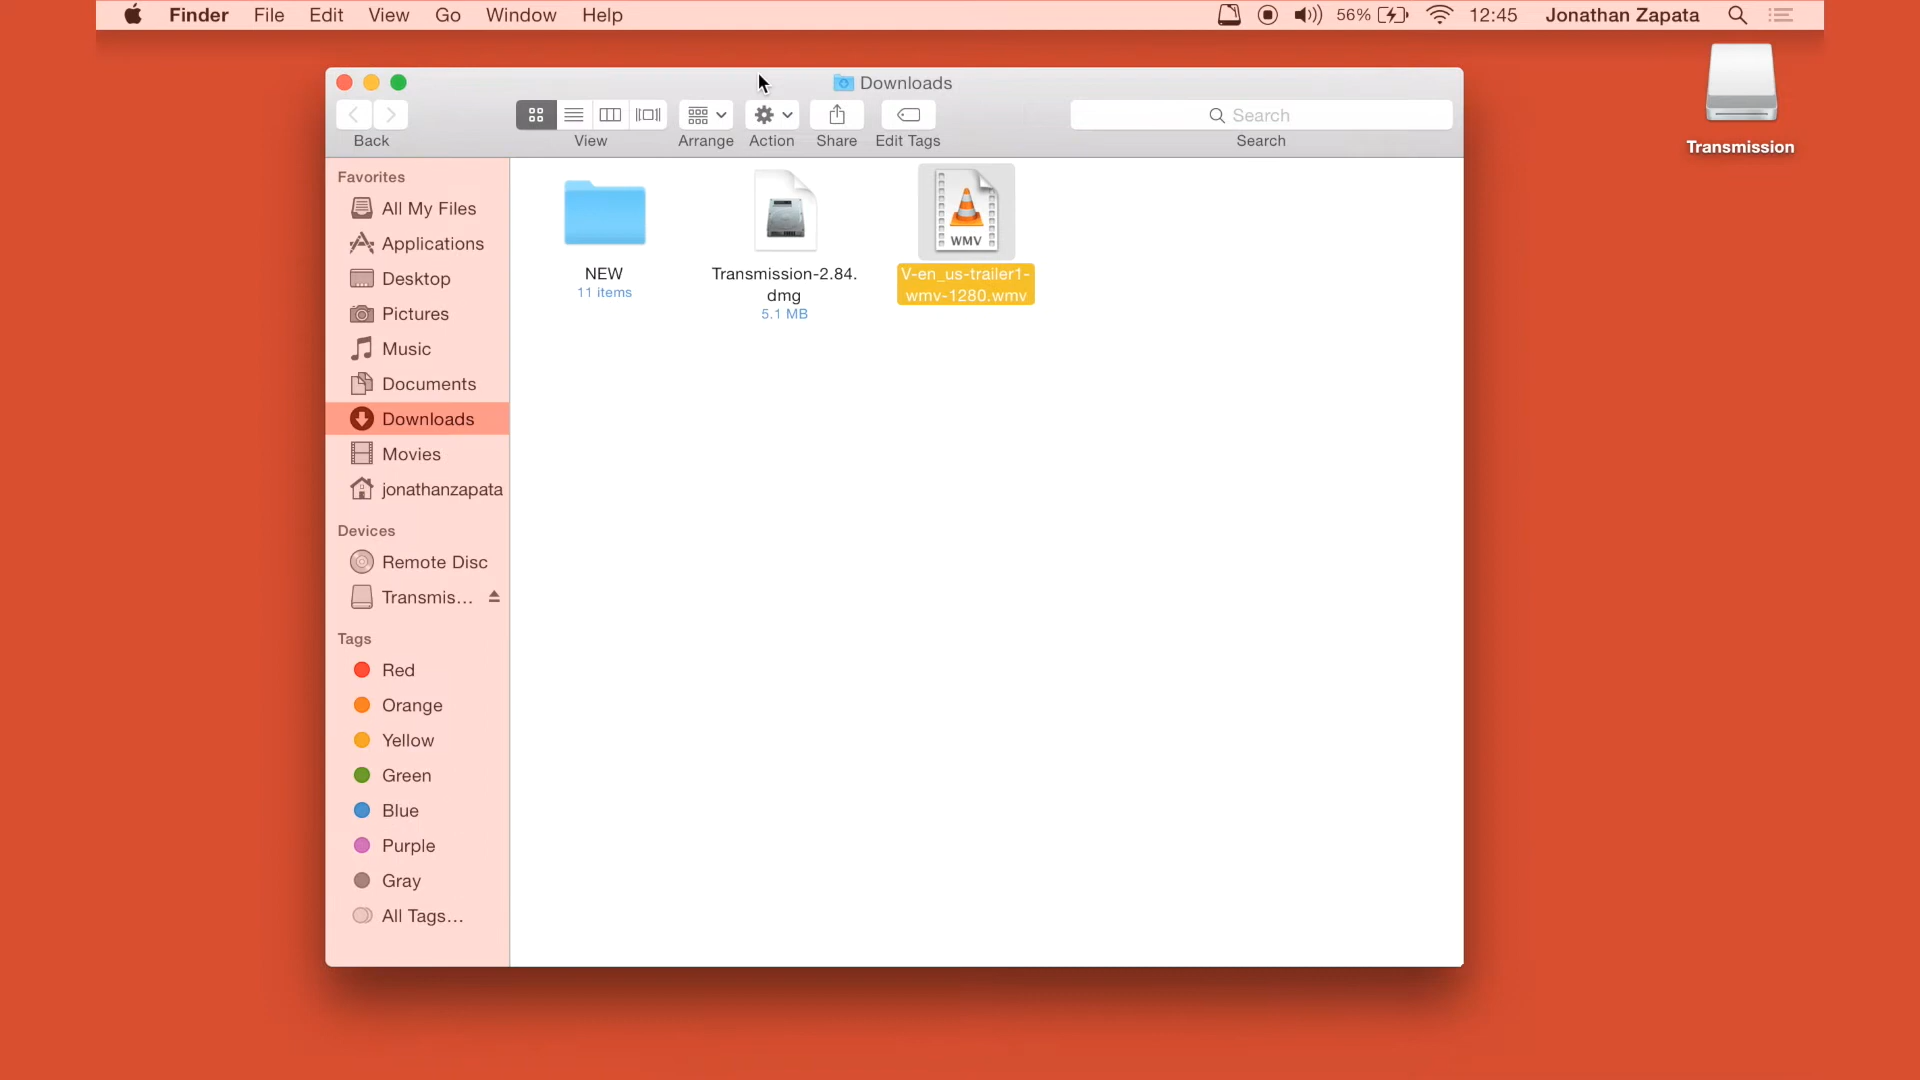 Finder File Edit View Go Window Help 56% 12:45 Jonathan Zapata
Downloads
Search
Back View Arrange Action Share Edit Tags Search
Transmission
Favorites
All My Files
Applications
Desktop
Pictures
Music
Documents
Downloads
Movies
jonathanzapata
Devices
Remote Disc
Transmis...
Tags
Red
Orange
Yellow
Green
Blue
Purple
Gray
All Tags...
NEW
11 items
Transmission-2.84.
dmg
5.1 MB
WMV
V-en_us-trailer1-
wmv-1280.wmv